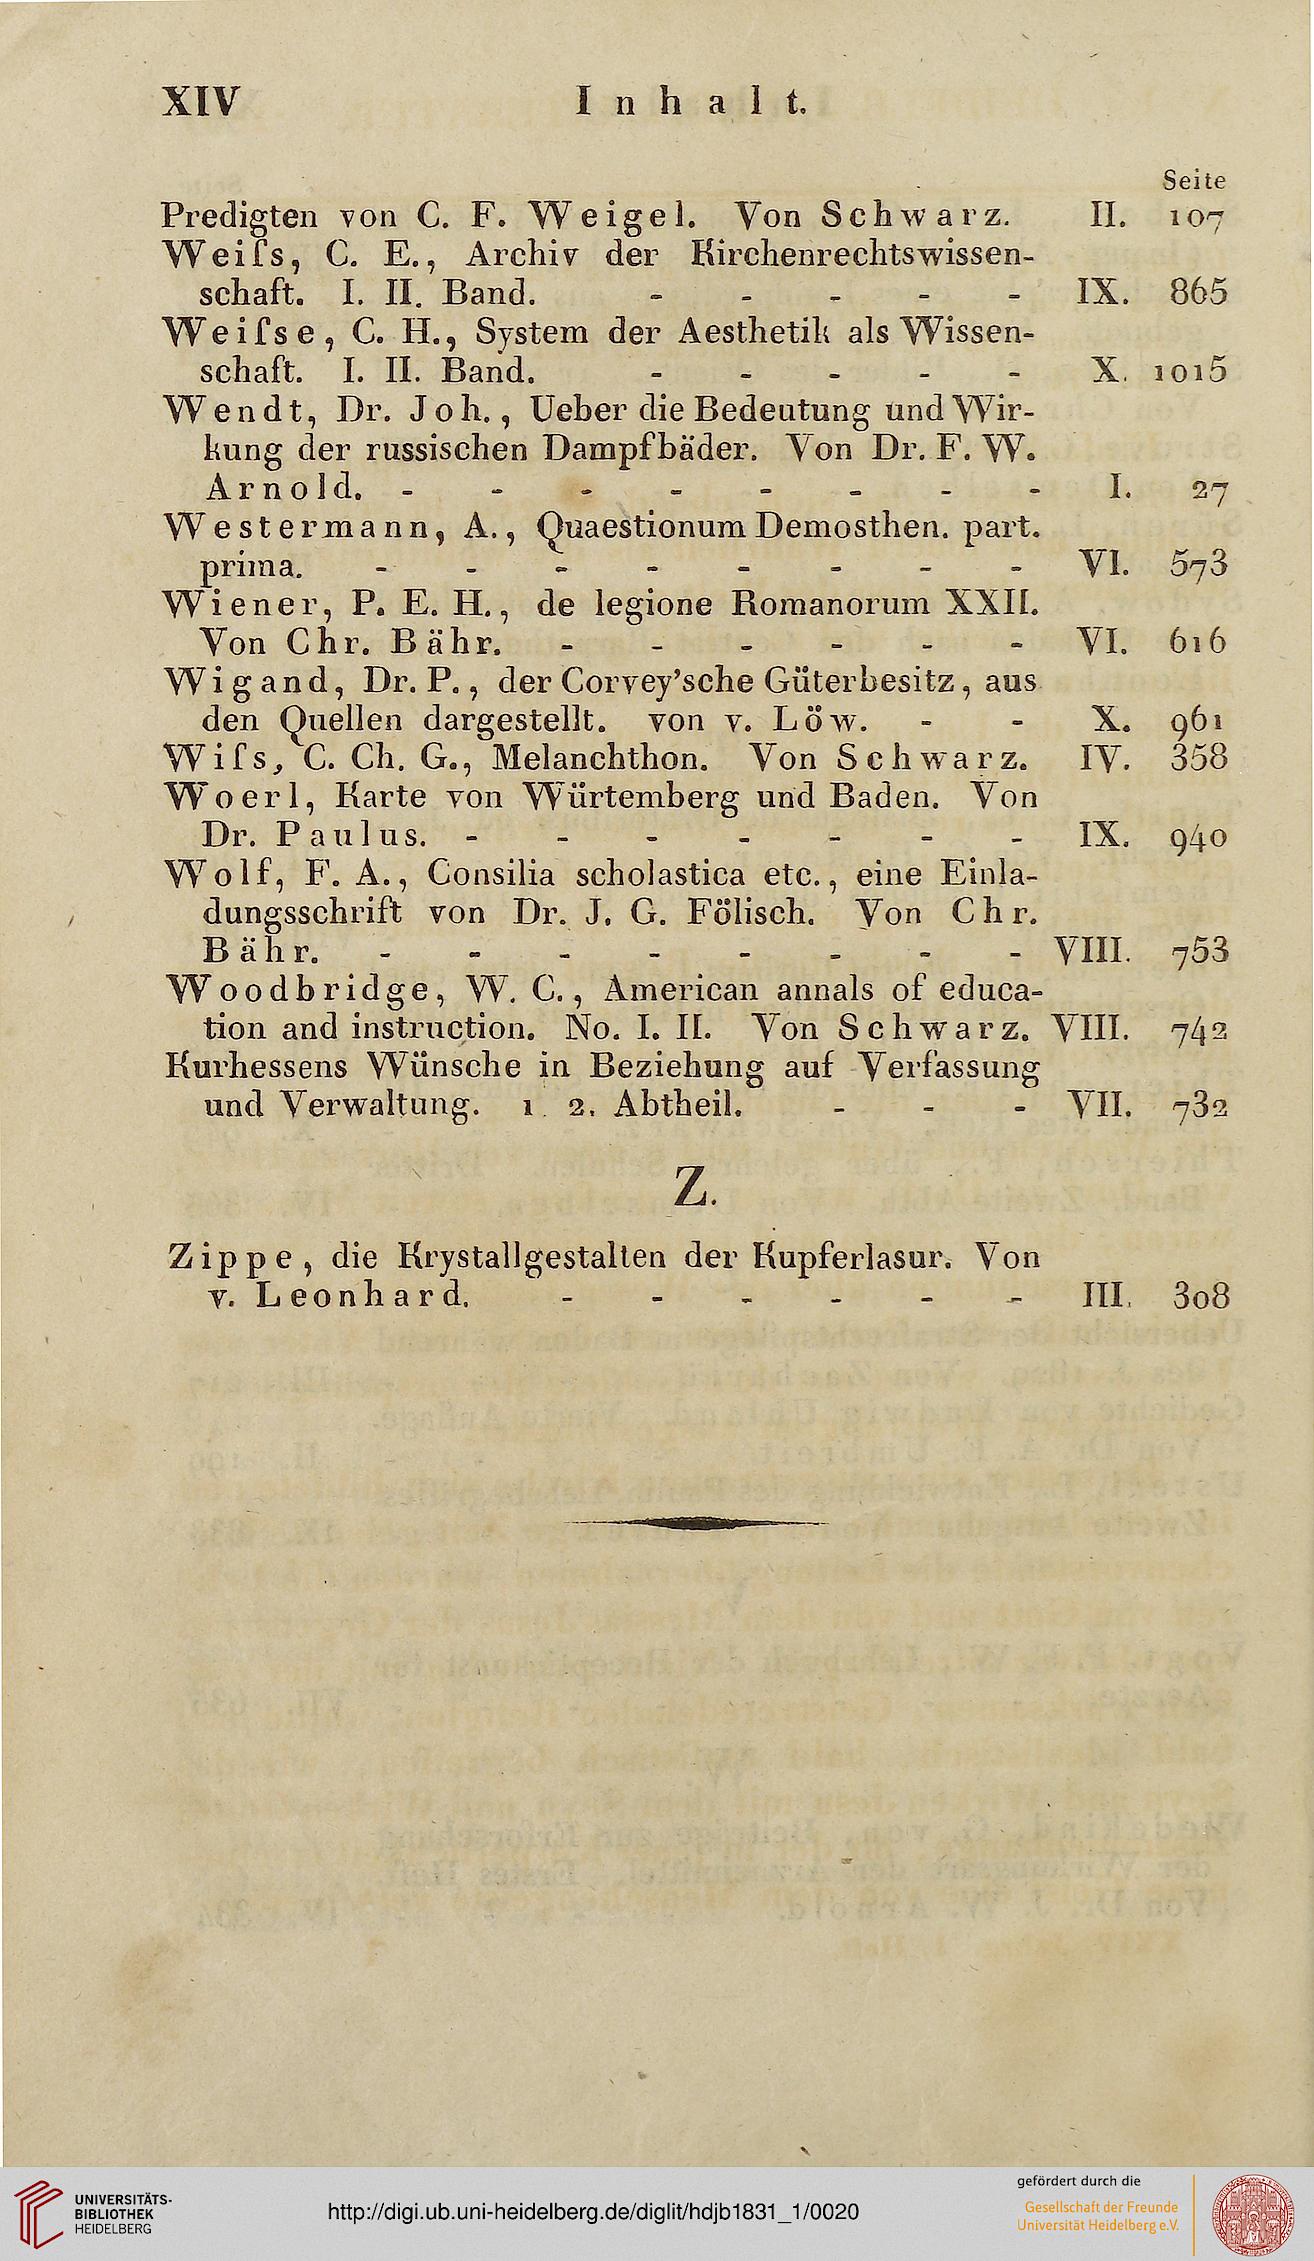 XIV Inhalt.
Seite
Predigten von C. F. Weigel. Von Schwarz. II. 107
Weiſs, C. E., Archiv der Kirchenrechtswissen-
schaft. I. II. Band. - - - - - IX. 865
Weiſse, C. H., System der Aesthetik als Wissen-
schaft. I. II. Band. - - - - - X. 1015
Wendt, Dr. Joh., Ueber die Bedeutung und Wir-
kung der russischen Dampfbäder. Von Dr. F. W.
Arnold. - - - - - - - - I. 27
Westermann, A., Quaestionum Demosthen. part.
prima. - - - - - - - - VI. 573
Wiener, P. E. H., de legione Romanorum XXII.
Von Chr. Bähr. - - - - - - VI. 616
Wigand, Dr. P., der Corvey'sche Güterbesitz, aus
den Quellen dargestellt. von v. Löw. - - X. 961
Wiſs, C. Ch. G., Melanchthon. Von Schwarz. IV. 358
Woerl, Karte von Würtemberg und Baden. Von
Dr. Paulus. - - - - - - - IX. 940
Wolf, F. A., Consilia scholastica etc., eine Einla-
dungsschrift von Dr. J. G. Fölisch. Von Chr.
Bähr. - - - - - - - - VIII. 753
Woodbridge, W. C., American annals of educa-
tion and instruction. No. I. II. Von Schwarz. VIII. 742
Kurhessens Wünsche in Beziehung auf Verfassung
und Verwaltung. 1. 2. Abtheil. - - - VII. 732
Z.
Zippe, die Krystallgestalten der Kupferlasur. Von
v. Leonhard. - - - - - - III. 308
UNIVERSITÄTS-
BIBLIOTHEK
HEIDELBERG
http://digi.ub.uni-heidelberg.de/diglit/hdjb1831_1/0020
gefördert durch die
Gesellschaft der Freunde
Universität Heidelberg e.V.